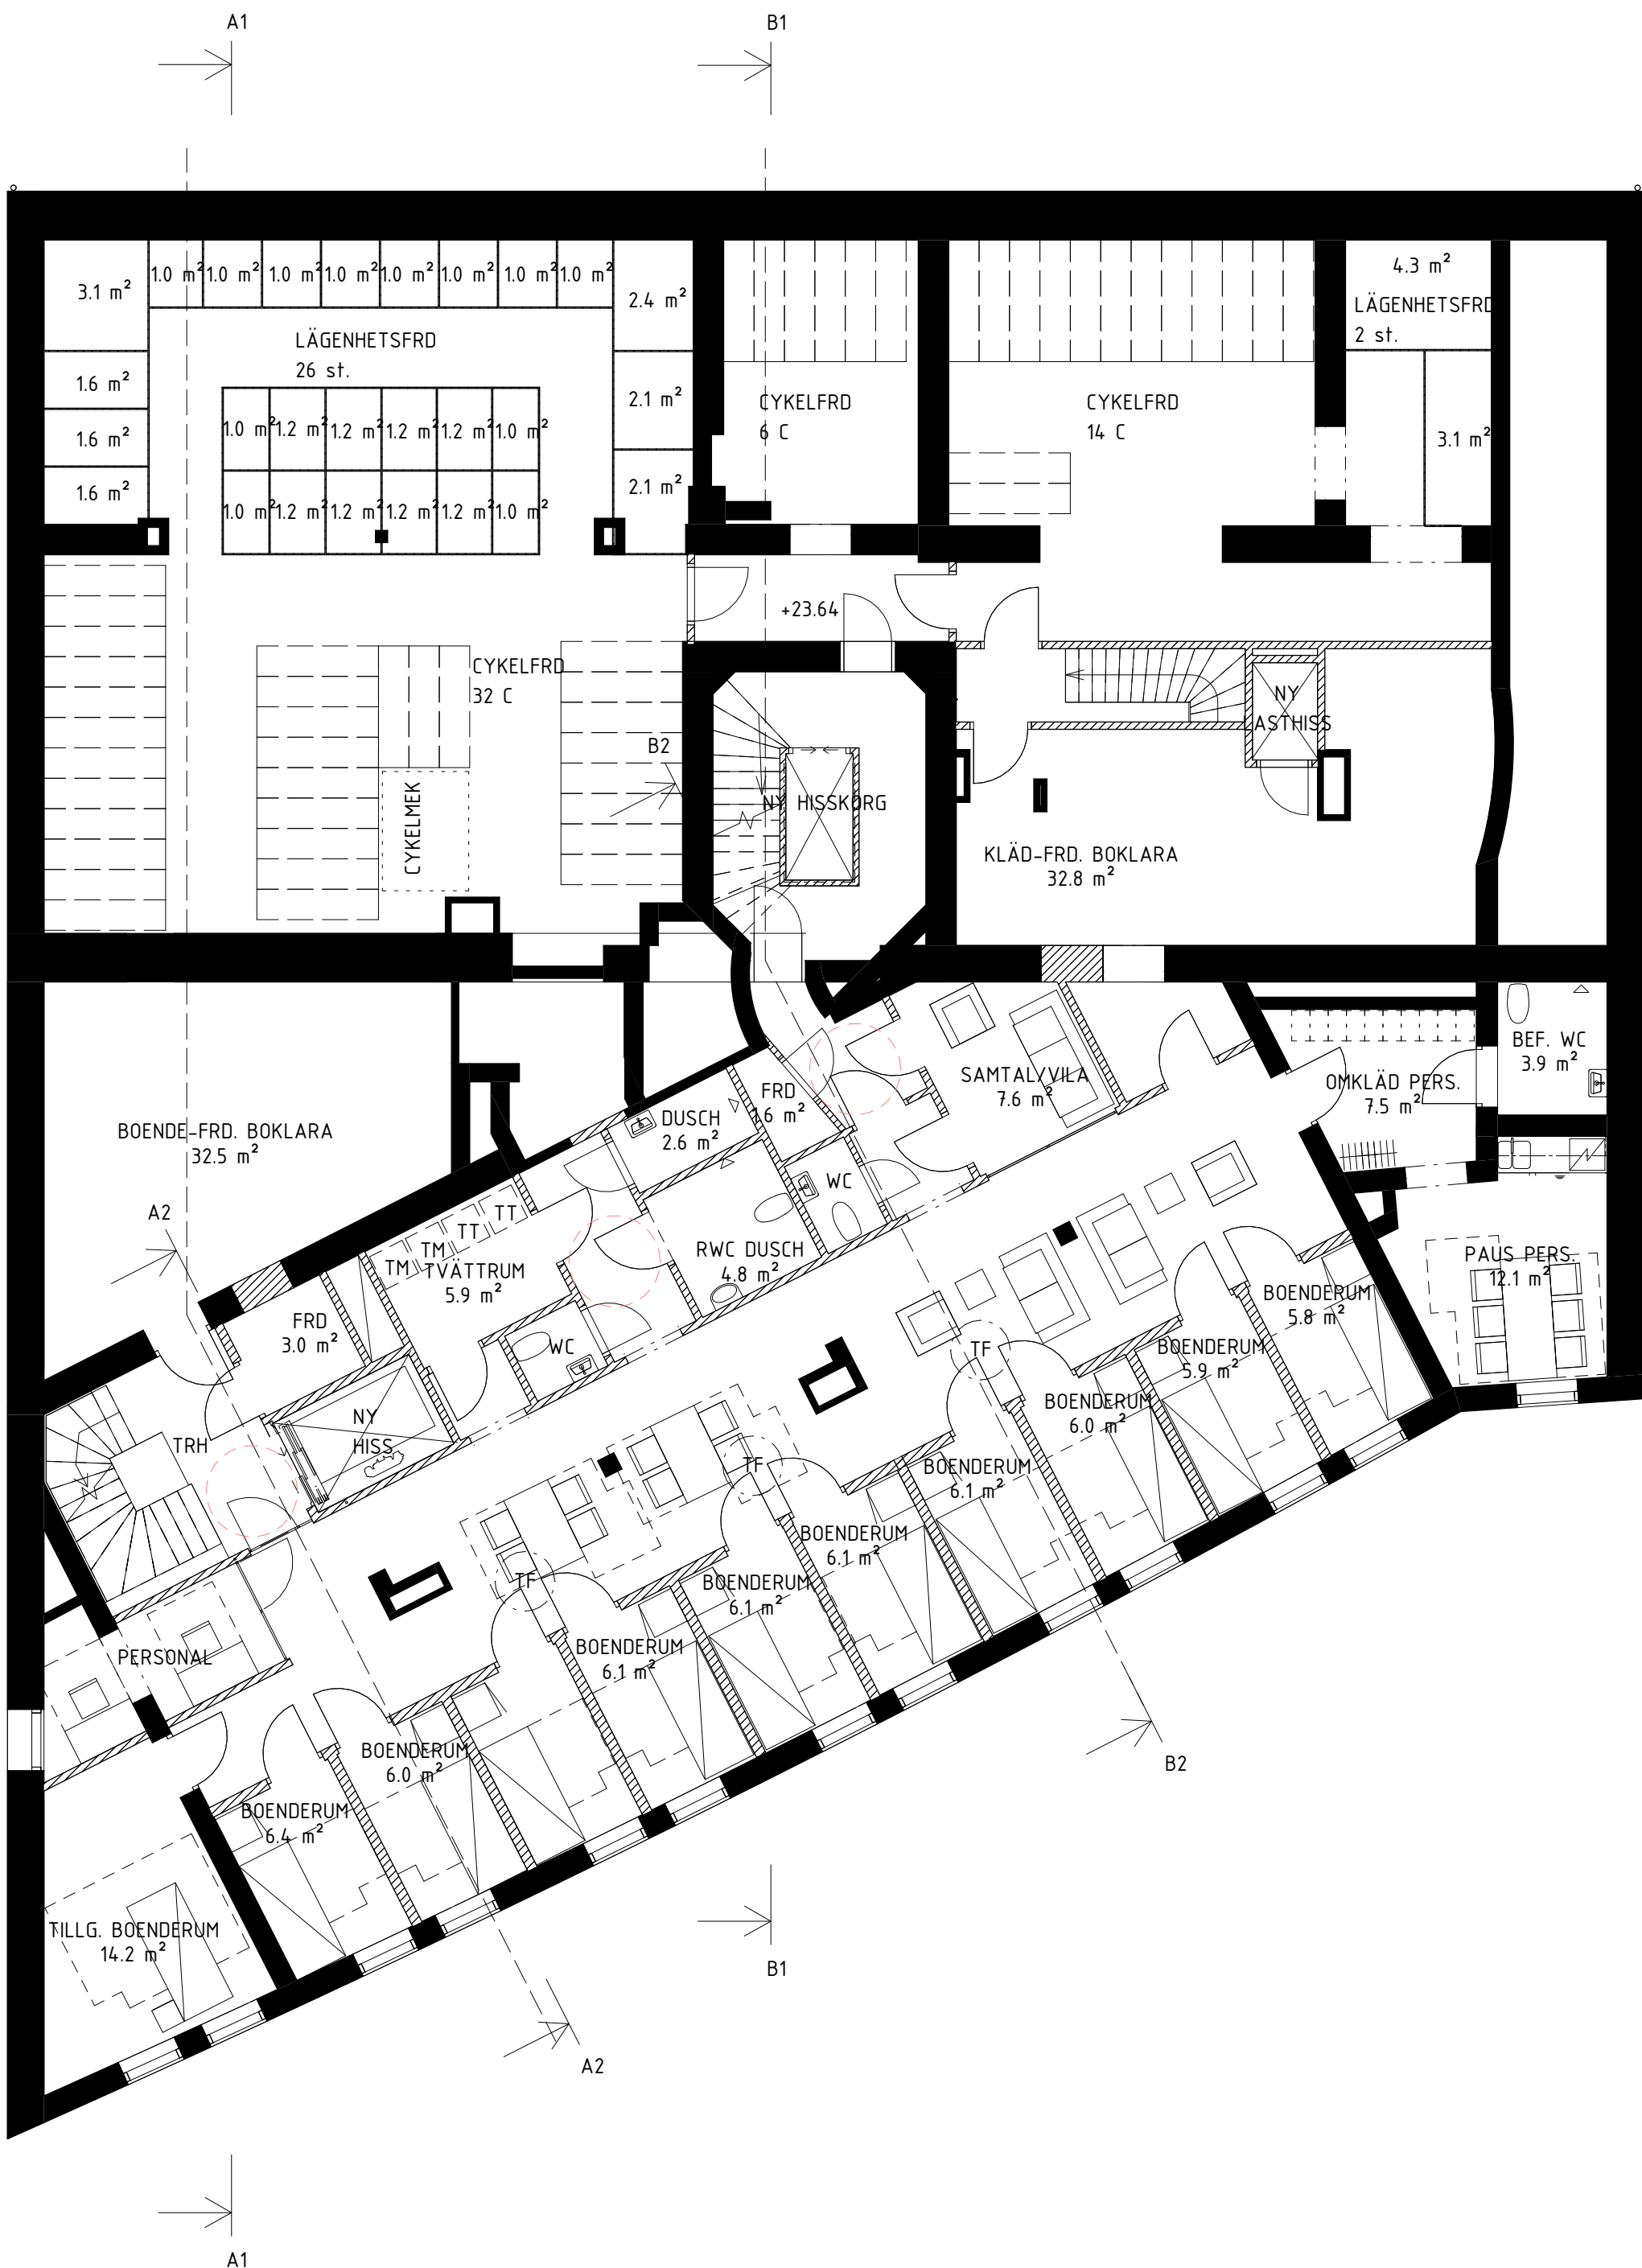 A1
B1
3.1 m²
1.0 m²
1.0 m²
1.0 m²
1.0 m²
1.0 m²
1.0 m²
1.0 m²
1.0 m²
2.4 m²
4.3 m²
LÄGENHETSFRD
2 st.
LÄGENHETSFRD
26 st.
1.6 m²
1.6 m²
1.6 m²
2.1 m²
2.1 m²
1.0 m²
1.2 m²
1.2 m²
1.2 m²
1.2 m²
1.0 m²
1.0 m²
1.2 m²
1.2 m²
1.2 m²
1.2 m²
1.0 m²
CYKELFRD
6 C
CYKELFRD
14 C
3.1 m²
+23.64
CYKELFRD
32 C
CYKELMEK
B2
NY HISSKORG
NY
LASTHISS
KLÄD-FRD. BOKLARA
32.8 m²
BOENDE-FRD. BOKLARA
32.5 m²
DUSCH
2.6 m²
FRD
1.6 m²
SAMTAL/VILA
7.6 m²
OMKLÄD PERS.
7.5 m²
BEF. WC
3.9 m²
WC
A2
TM
TM
TT
TT
TVÄTTRUM
5.9 m²
RWC DUSCH
4.8 m²
PAUS PERS.
12.1 m²
FRD
3.0 m²
WC
NY
HISS
TRH
TF
TF
TF
BOENDERUM
5.8 m²
BOENDERUM
5.9 m²
BOENDERUM
6.0 m²
BOENDERUM
6.1 m²
BOENDERUM
6.1 m²
BOENDERUM
6.1 m²
BOENDERUM
6.1 m²
BOENDERUM
6.0 m²
BOENDERUM
6.4 m²
PERSONAL
TILLG. BOENDERUM
14.2 m²
B2
B1
A2
A1